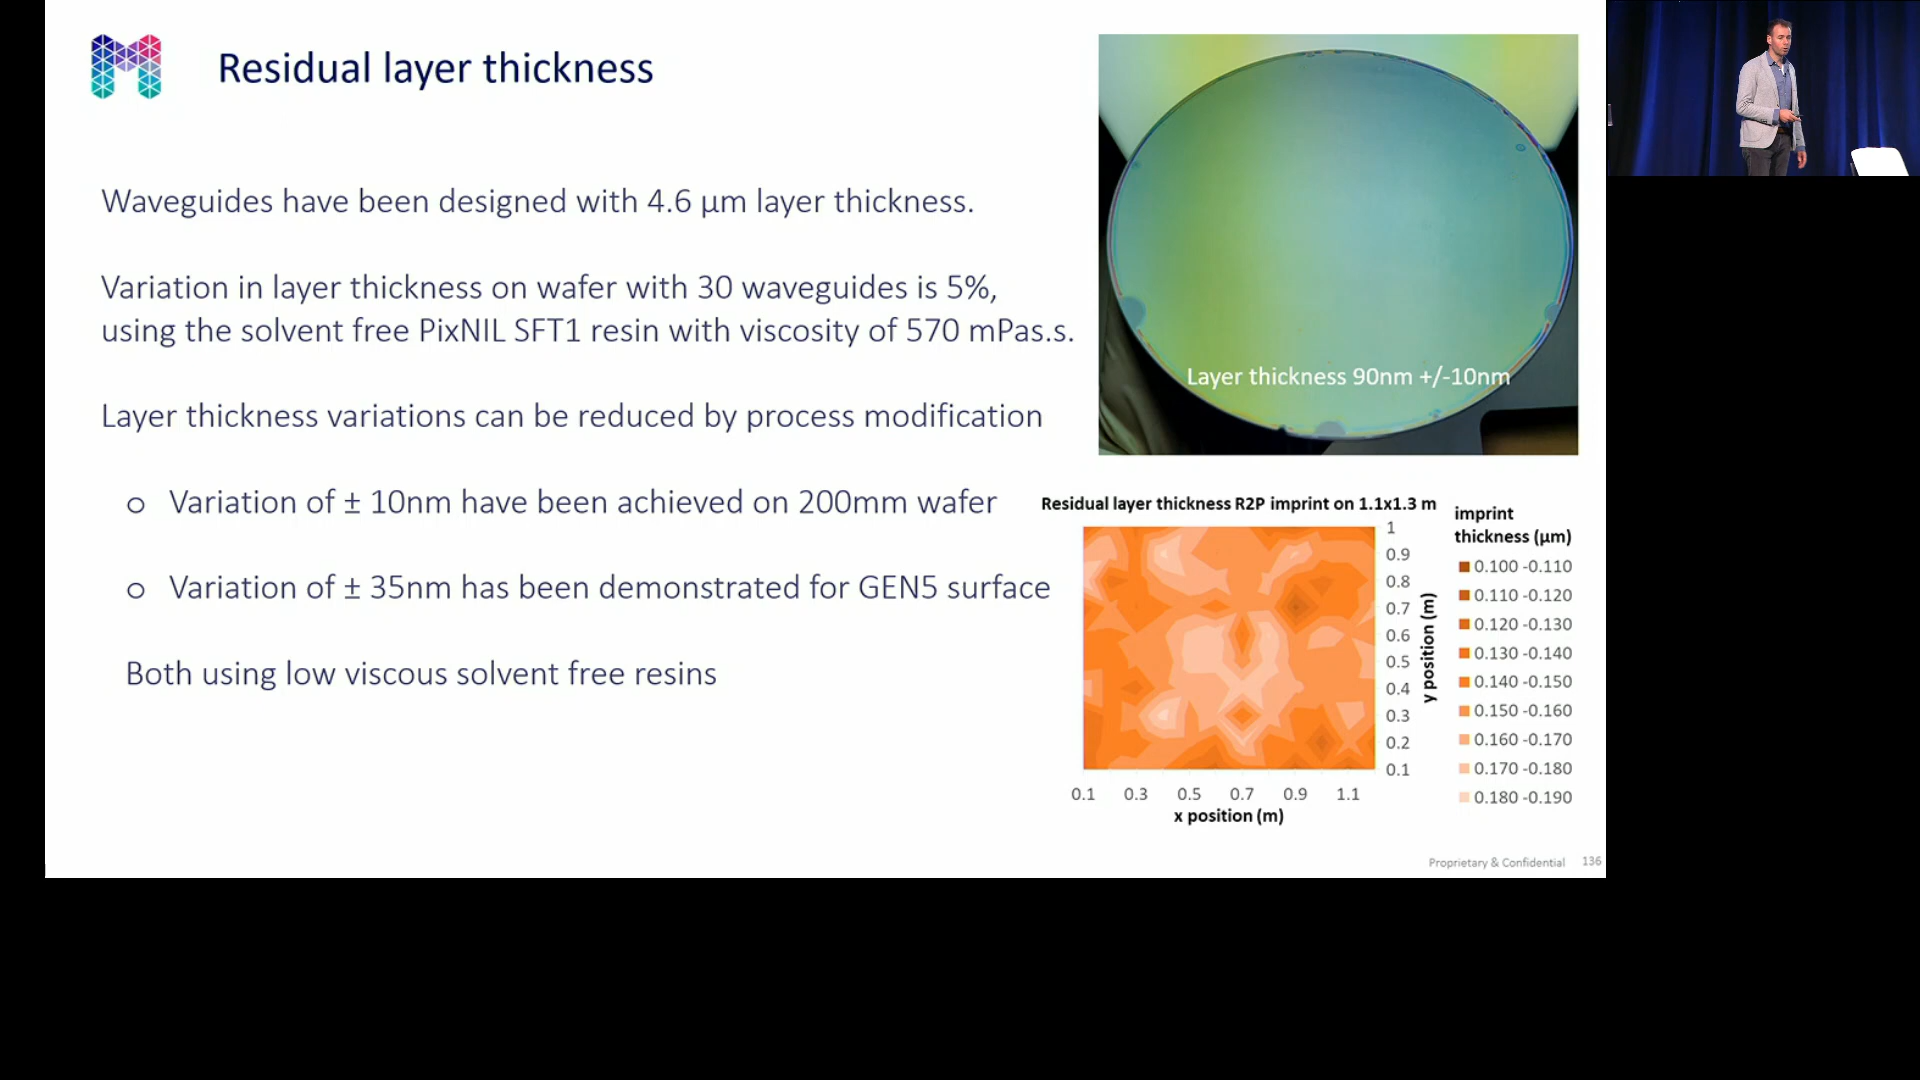 Residual layer thickness
Waveguides have been designed with 4.6 µm layer thickness.
Variation in layer thickness on wafer with 30 waveguides is 5%,
using the solvent free PixNIL SFT1 resin with viscosity of 570 mPas.s.
Layer thickness variations can be reduced by process modification
o Variation of ± 10nm have been achieved on 200mm wafer
o Variation of ± 35nm has been demonstrated for GEN5 surface
Both using low viscous solvent free resins
Layer thickness 90nm +/-10nm
Residual layer thickness R2P imprint on 1.1x1.3 m
1
0.9
0.8
0.7
0.6
0.5
0.4
0.3
0.2
0.1
y position (m)
0.1 0.3 0.5 0.7 0.9 1.1
x position (m)
imprint
thickness (µm)
0.100 -0.110
0.110 -0.120
0.120 -0.130
0.130 -0.140
0.140 -0.150
0.150 -0.160
0.160 -0.170
0.170 -0.180
0.180 -0.190
Proprietary & Confidential 136